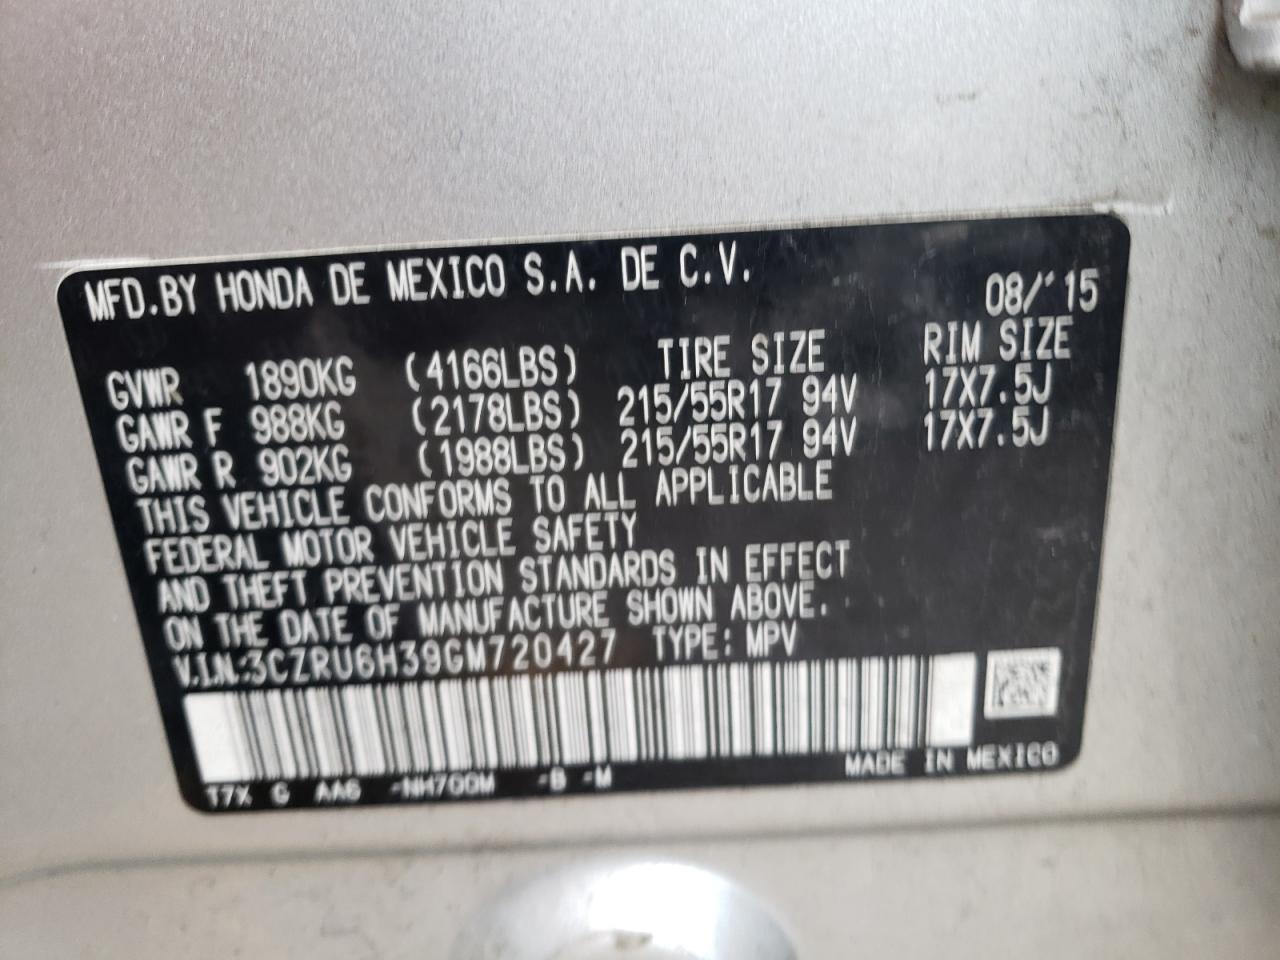 MFD.BY HONDA DE MEXICO S.A. DE C.V.
08/'15
GVWR 1890KG (4166LBS) TIRE SIZE RIM SIZE
GAWR F 988KG (2178LBS) 215/55R17 94V 17X7.5J
GAWR R 902KG (1988LBS) 215/55R17 94V 17X7.5J
THIS VEHICLE CONFORMS TO ALL APPLICABLE
FEDERAL MOTOR VEHICLE SAFETY
AND THEFT PREVENTION STANDARDS IN EFFECT
ON THE DATE OF MANUFACTURE SHOWN ABOVE.
V.I.N:3CZRU6H39GM720427 TYPE:MPV
T7X G AA6 -NH700M -B -M MADE IN MEXICO